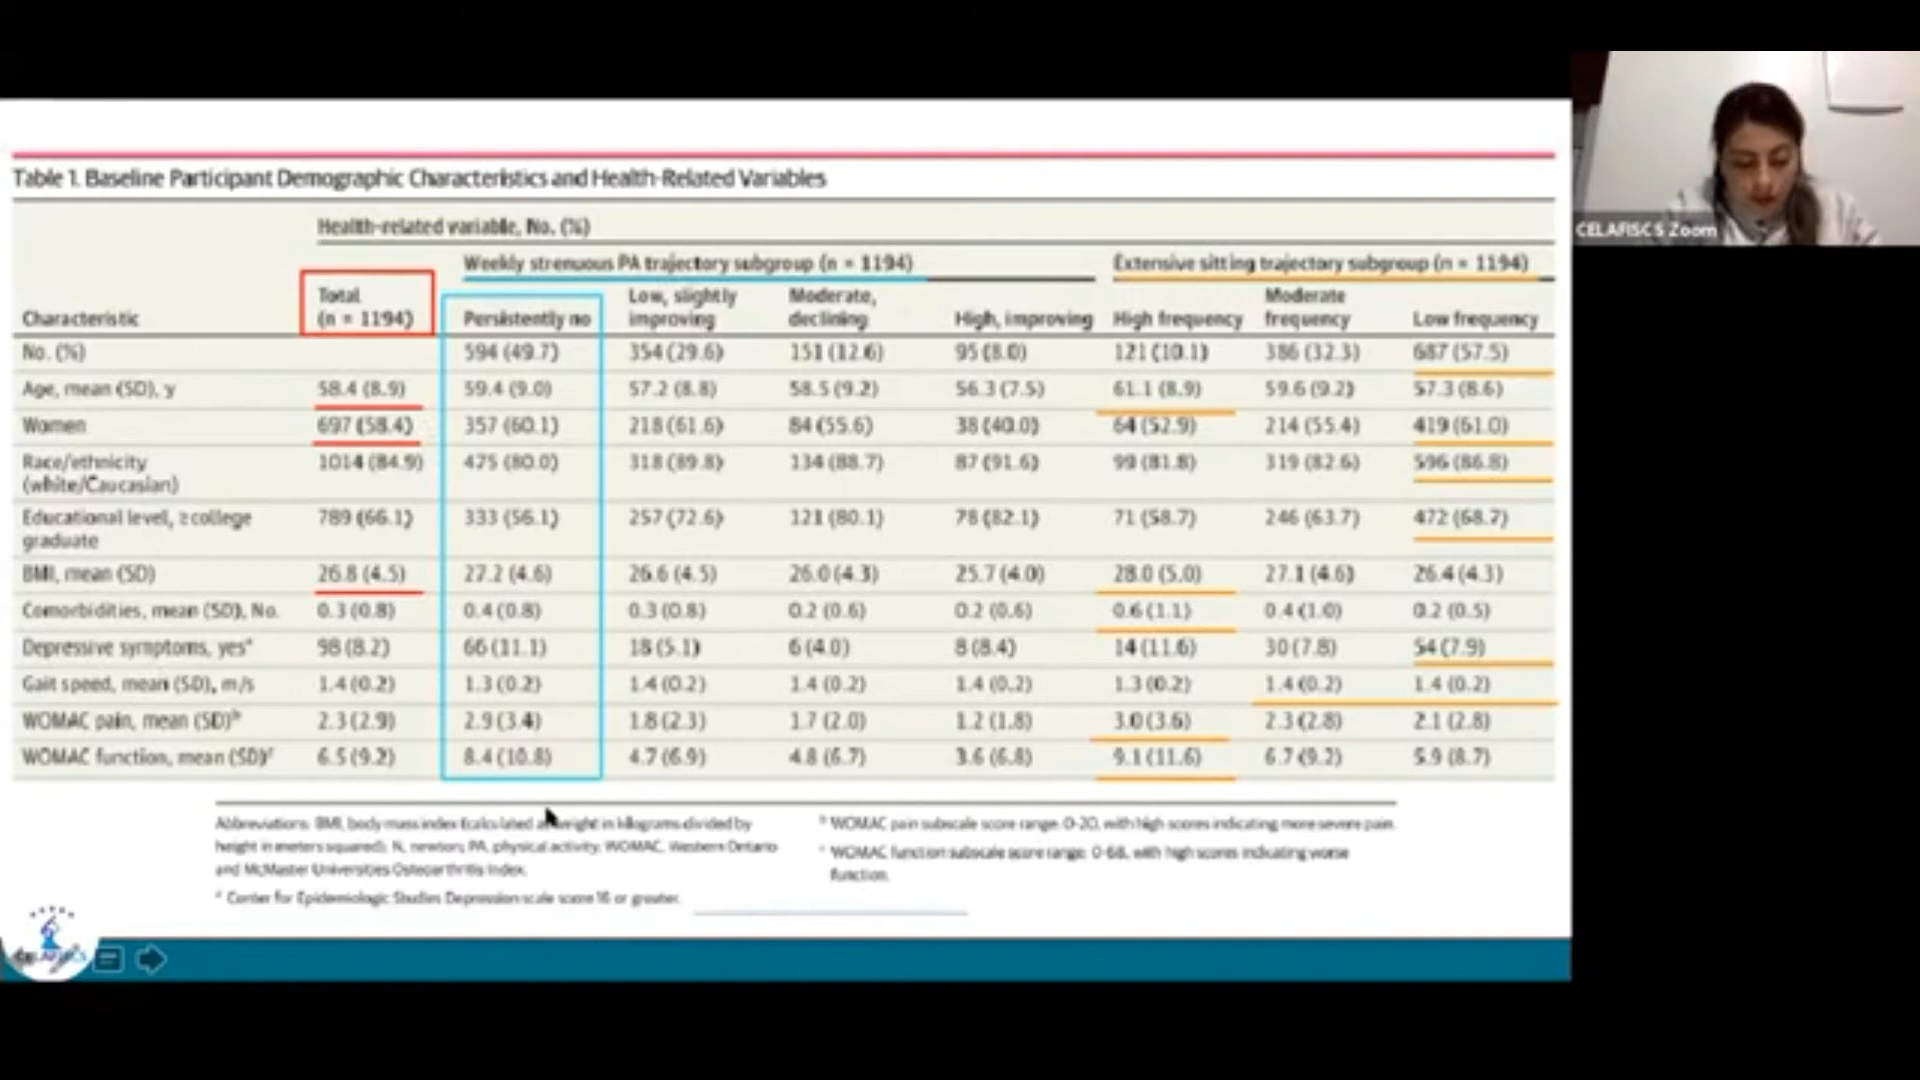 Table 1. Baseline Participant Demographic Characteristics and Health-Related Variables
Health-related variable, No. (%)
Weekly strenuous PA trajectory subgroup (n = 1194) Extensive sitting trajectory subgroup (n = 1194)
Characteristic Total (n = 1194) Persistently no Low, slightly improving Moderate, declining High, improving High frequency Moderate frequency Low frequency
No. (%) 594 (49.7) 354 (29.6) 151 (12.6) 95 (8.0) 121 (10.1) 386 (32.3) 687 (57.5)
Age, mean (SD), y 58.4 (8.9) 59.4 (9.0) 57.2 (8.8) 58.5 (9.2) 56.3 (7.5) 61.1 (8.9) 59.6 (9.2) 57.3 (8.6)
Women 697 (58.4) 357 (60.1) 218 (61.6) 84 (55.6) 38 (40.0) 64 (52.9) 214 (55.4) 419 (61.0)
Race/ethnicity (white/Caucasian) 1014 (84.9) 475 (80.0) 318 (89.8) 134 (88.7) 87 (91.6) 99 (81.8) 319 (82.6) 596 (86.8)
Educational level, ≥college graduate 789 (66.1) 333 (56.1) 257 (72.6) 121 (80.1) 78 (82.1) 71 (58.7) 246 (63.7) 472 (68.7)
BMI, mean (SD) 26.8 (4.5) 27.2 (4.6) 26.6 (4.5) 26.0 (4.3) 25.7 (4.0) 28.0 (5.0) 27.1 (4.6) 26.4 (4.3)
Comorbidities, mean (SD), No. 0.3 (0.8) 0.4 (0.8) 0.3 (0.8) 0.2 (0.6) 0.2 (0.6) 0.6 (1.1) 0.4 (1.0) 0.2 (0.5)
Depressive symptoms, yesᵃ 98 (8.2) 66 (11.1) 18 (5.1) 6 (4.0) 8 (8.4) 14 (11.6) 30 (7.8) 54 (7.9)
Gait speed, mean (SD), m/s 1.4 (0.2) 1.3 (0.2) 1.4 (0.2) 1.4 (0.2) 1.4 (0.2) 1.3 (0.2) 1.4 (0.2) 1.4 (0.2)
WOMAC pain, mean (SD)ᵇ 2.3 (2.9) 2.9 (3.4) 1.8 (2.3) 1.7 (2.0) 1.2 (1.8) 3.0 (3.6) 2.3 (2.8) 2.1 (2.8)
WOMAC function, mean (SD)ᶜ 6.5 (9.2) 8.4 (10.8) 4.7 (6.9) 4.8 (6.7) 3.6 (6.8) 9.1 (11.6) 6.7 (9.2) 5.9 (8.7)
Abbreviations: BMI, body mass index (calculated as weight in kilograms divided by
height in meters squared); N, newton; PA, physical activity; WOMAC, Western Ontario
and McMaster Universities Osteoarthritis Index.
ᵃ Center for Epidemiologic Studies Depression scale score 16 or greater.
ᵇ WOMAC pain subscale score range: 0-20, with high scores indicating more severe pain.
ᶜ WOMAC function subscale score range: 0-68, with high scores indicating worse
function.
CELAFISCS
CELAFISCS Zoom